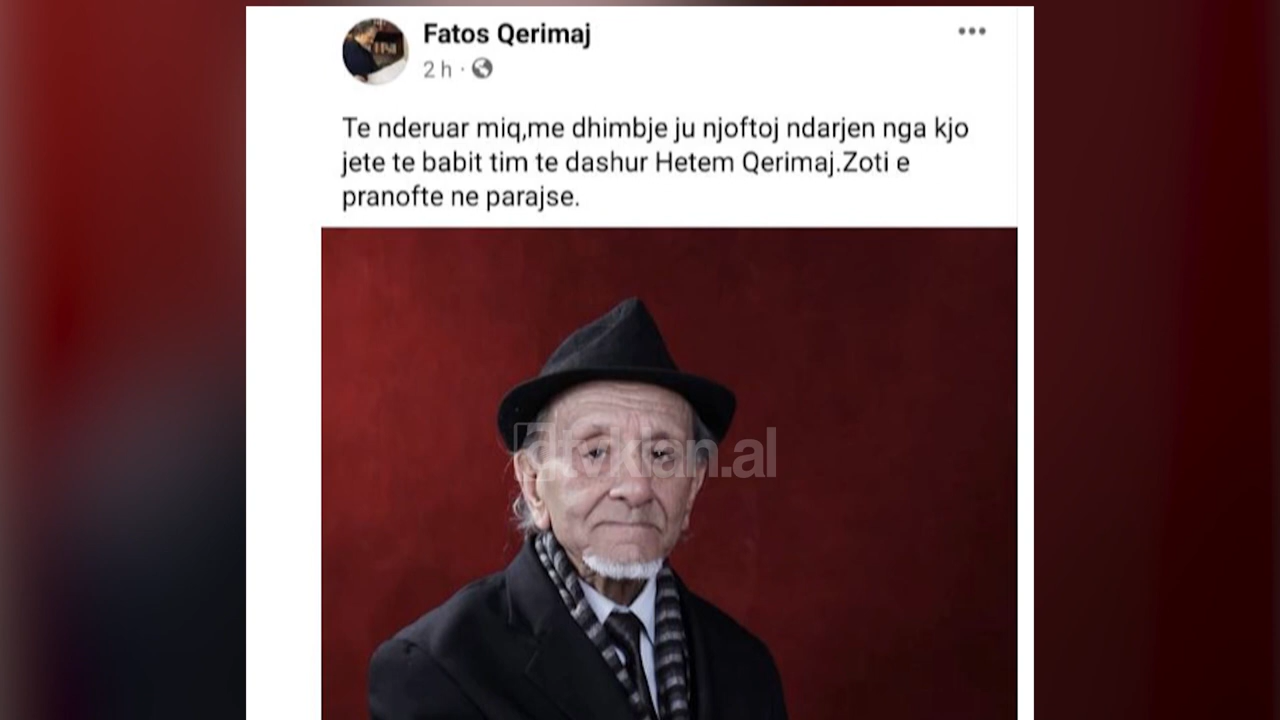 Fatos Qerimaj
2 h ·
Te nderuar miq,me dhimbje ju njoftoj ndarjen nga kjo
jete te babit tim te dashur Hetem Qerimaj.Zoti e
pranofte ne parajse.